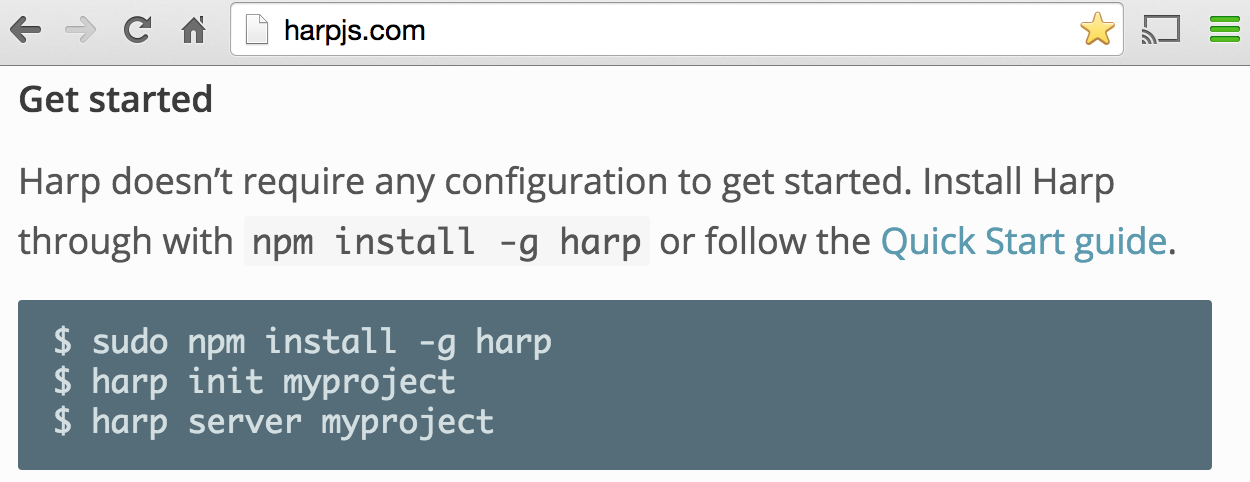 harpjs.com
Get started
Harp doesn’t require any configuration to get started. Install Harp
through with npm install -g harp or follow the Quick Start guide.
$ sudo npm install -g harp
$ harp init myproject
$ harp server myproject